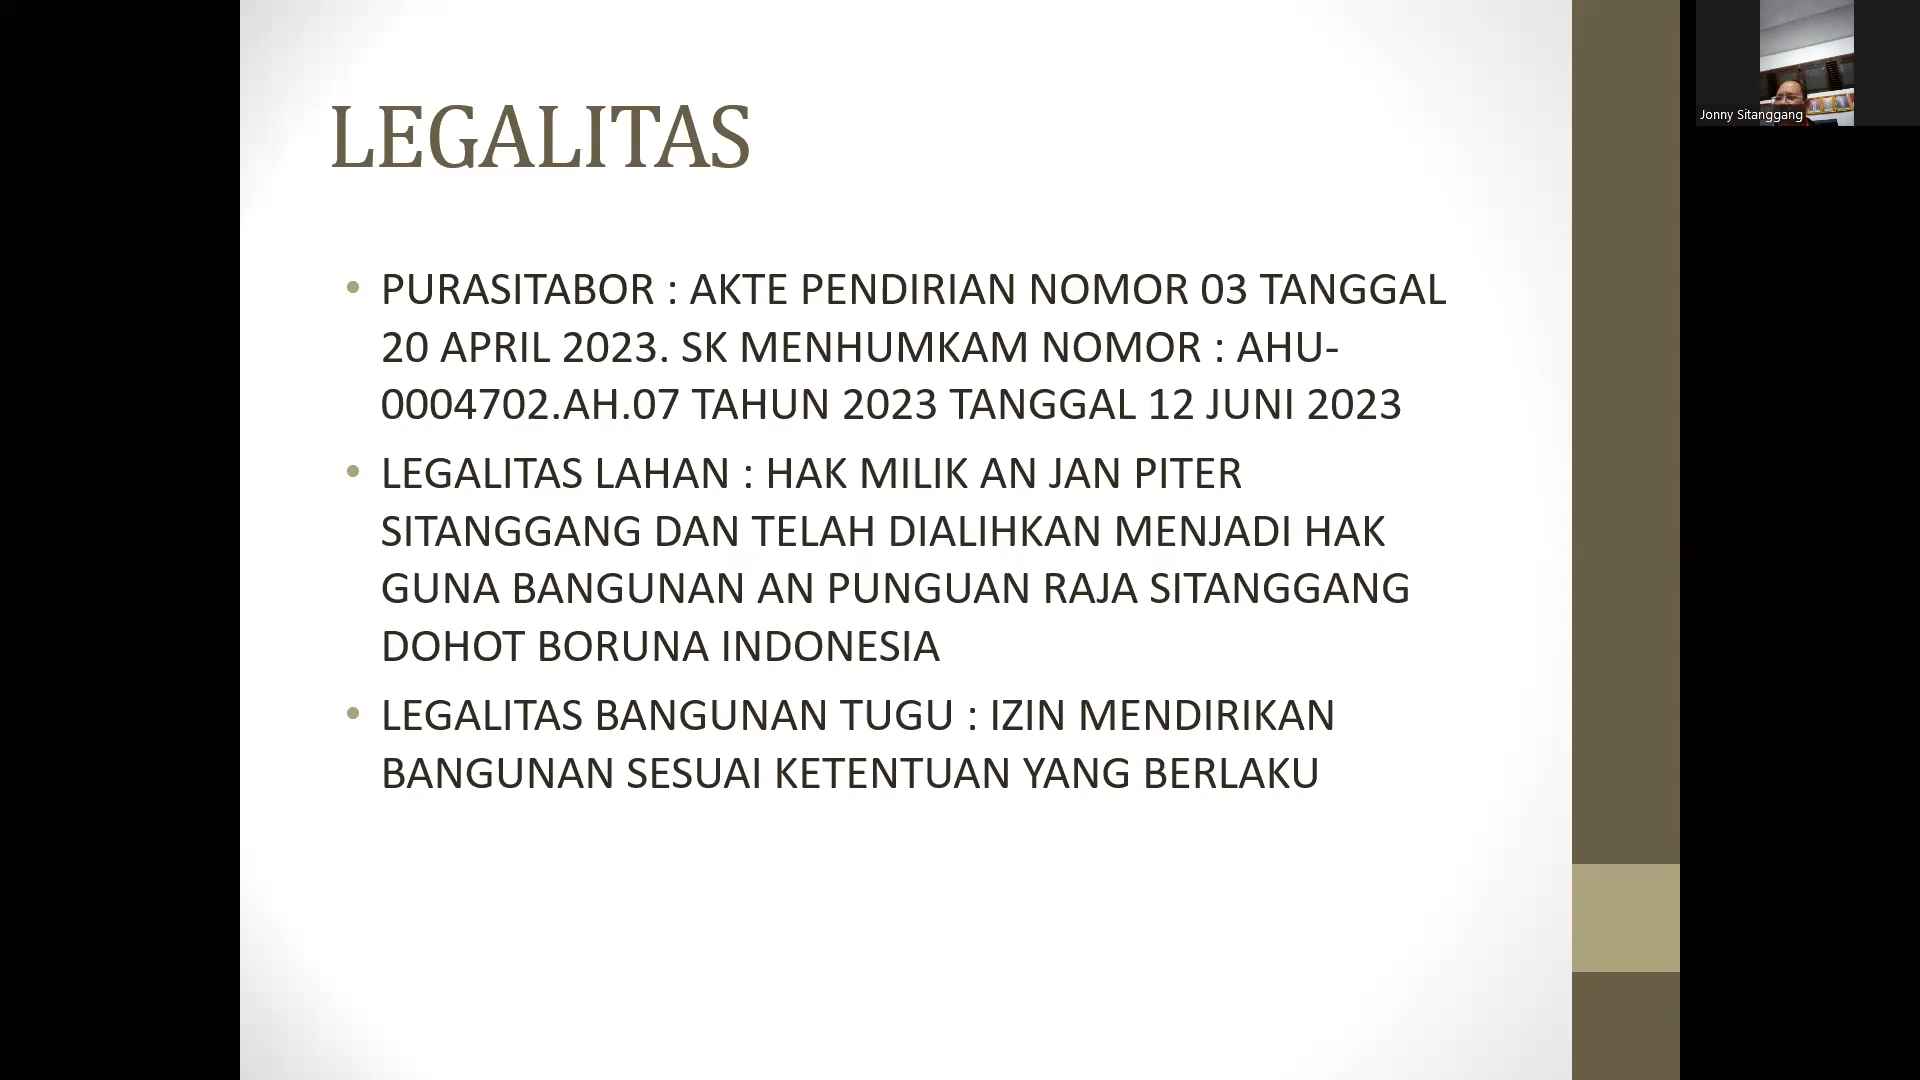 LEGALITAS
• PURASITABOR : AKTE PENDIRIAN NOMOR 03 TANGGAL
20 APRIL 2023. SK MENHUMKAM NOMOR : AHU-
0004702.AH.07 TAHUN 2023 TANGGAL 12 JUNI 2023
• LEGALITAS LAHAN : HAK MILIK AN JAN PITER
SITANGGANG DAN TELAH DIALIHKAN MENJADI HAK
GUNA BANGUNAN AN PUNGUAN RAJA SITANGGANG
DOHOT BORUNA INDONESIA
• LEGALITAS BANGUNAN TUGU : IZIN MENDIRIKAN
BANGUNAN SESUAI KETENTUAN YANG BERLAKU
Jonny Sitanggang